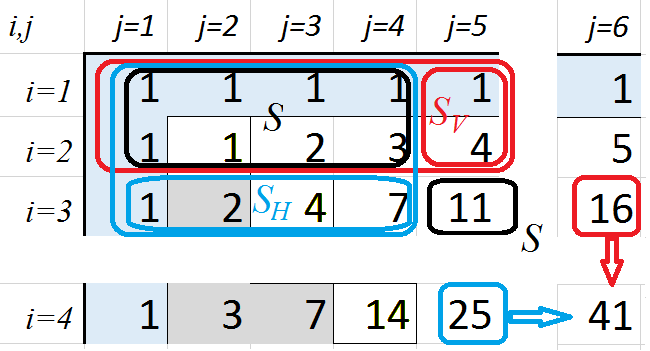 i,j j=1 j=2 j=3 j=4 j=5 j=6
i=1 1 1 1 1 1 1
S S_V
i=2 1 1 2 3 4 5
i=3 1 2 S_H 4 7 11 16
S
i=4 1 3 7 14 25 41